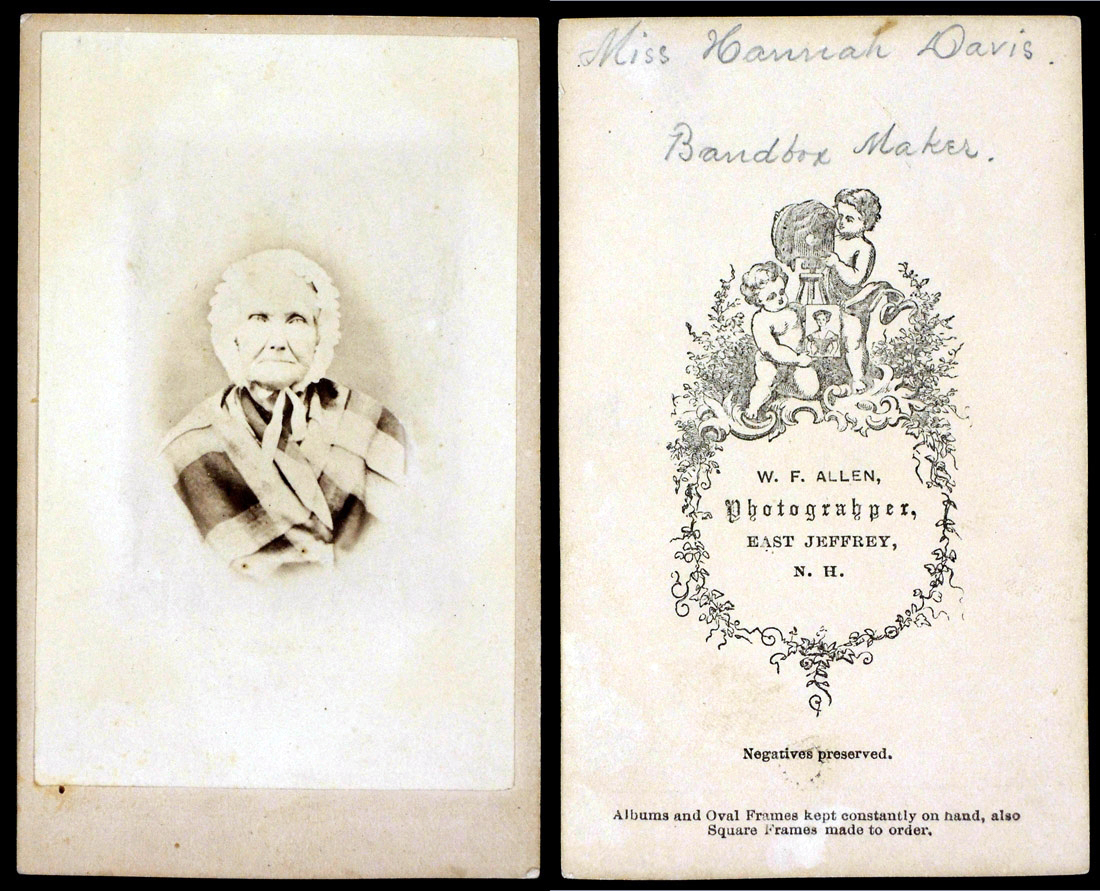 Miss Hannah Davis.
Bandbox Maker.
W. F. ALLEN,
Photograhper,
EAST JEFFREY,
N. H.
Negatives preserved.
Albums and Oval Frames kept constantly on hand, also
Square Frames made to order.